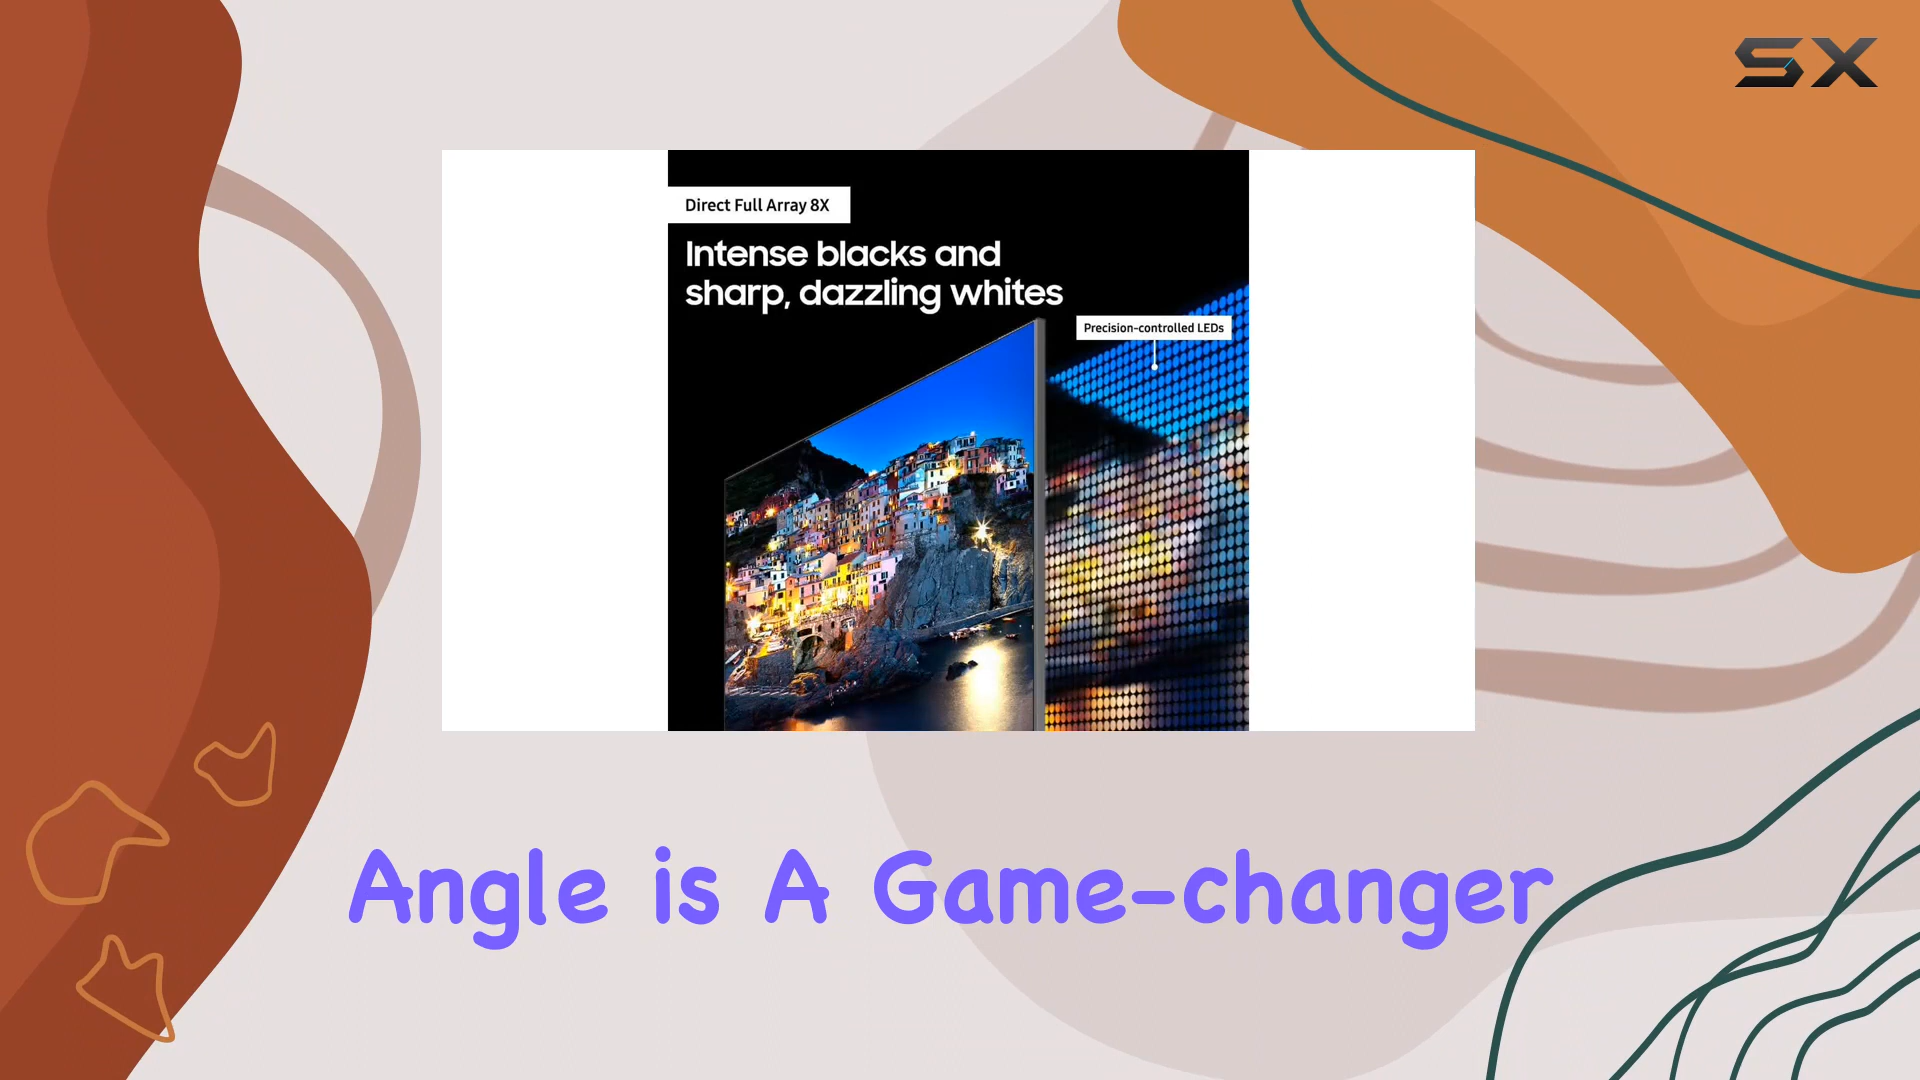 SX
Direct Full Array 8X
Intense blacks and
sharp, dazzling whites
Precision-controlled LEDs
Angle is A Game-changer